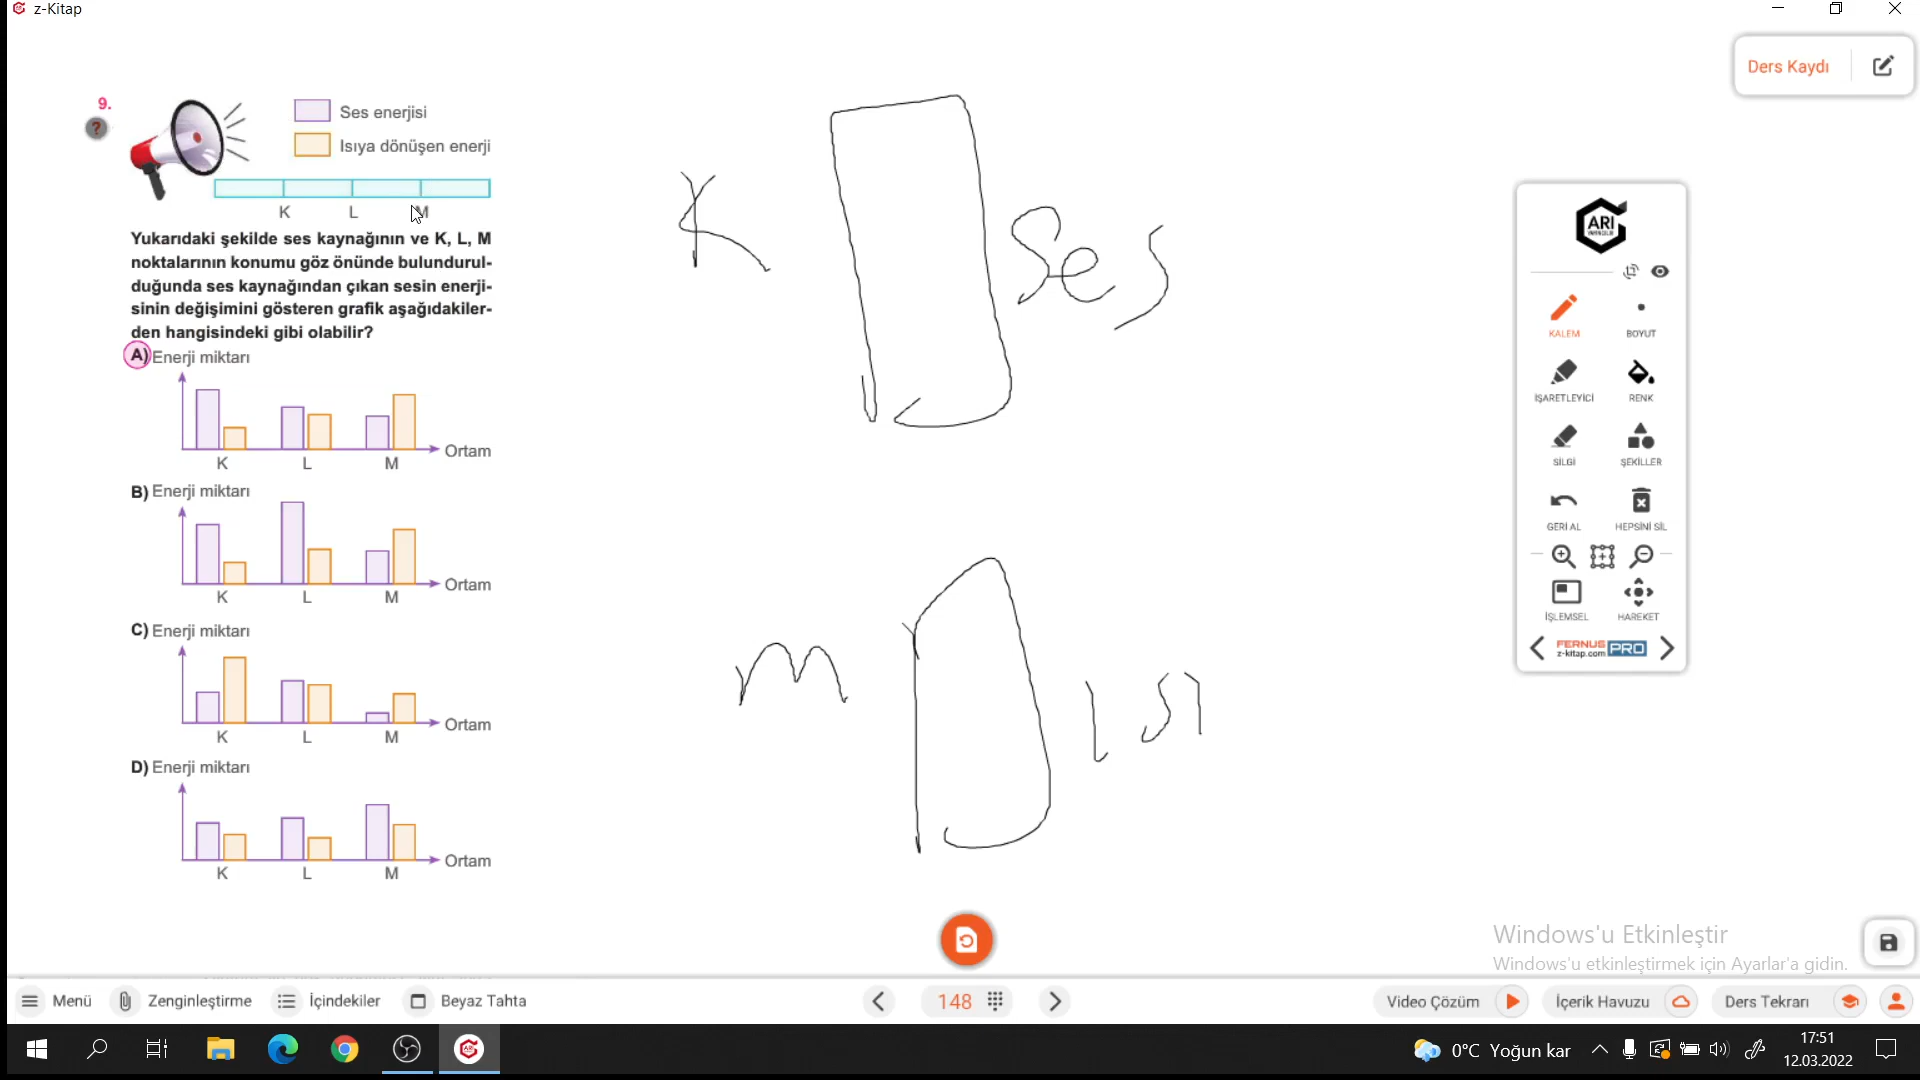 z-Kitap
Ders Kaydı
9.
?
Ses enerjisi
Isıya dönüşen enerji
K L M
Yukarıdaki şekilde ses kaynağının ve K, L, M
noktalarının konumu göz önünde bulundurul-
duğunda ses kaynağından çıkan sesin enerji-
sinin değişimini gösteren grafik aşağıdakiler-
den hangisindeki gibi olabilir?
A) Enerji miktarı
Ortam
K L M
B) Enerji miktarı
Ortam
K L M
C) Enerji miktarı
Ortam
K L M
D) Enerji miktarı
Ortam
K L M
K Ses
m ısı
ARI
YAYINCILIK
KALEM BOYUT
İŞARETLEYİCİ RENK
SİLGİ ŞEKİLLER
GERİ AL HEPSİNİ SİL
İŞLEMSEL HAREKET
FERNUS
z-kitap.com PRO
Windows'u Etkinleştir
Windows'u etkinleştirmek için Ayarlar'a gidin.
Menü Zenginleştirme İçindekiler Beyaz Tahta 148 Video Çözüm İçerik Havuzu Ders Tekrarı
0°C Yoğun kar
17:51
12.03.2022